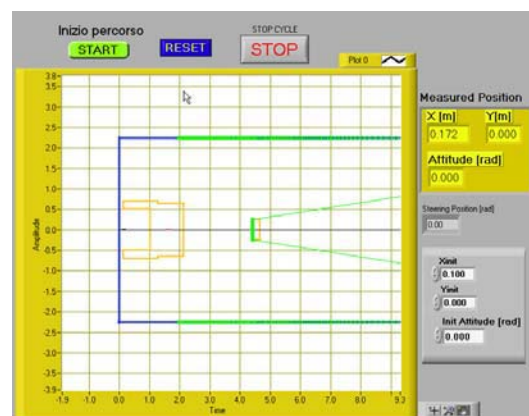 Inizio percorso
START
RESET
STOP CYCLE
STOP
Plot 0
Measured Position
X [m]
Y[m]
0.172
0.000
Attitude [rad]
0.000
Steering Position [rad]
0.00
Xinit
0.100
Yinit
0.000
Init Attitude [rad]
0.000
Amplitude
3.8-
3.5-
3.0-
2.5-
2.0-
1.5-
1.0-
0.5-
0.0-
-0.5-
-1.0-
-1.5-
-2.0-
-2.5-
-3.0-
-3.5-
-3.9-
-1.9 -1.0 0.0 1.0 2.0 3.0 4.0 5.0 6.0 7.0 8.0 9.3
Time